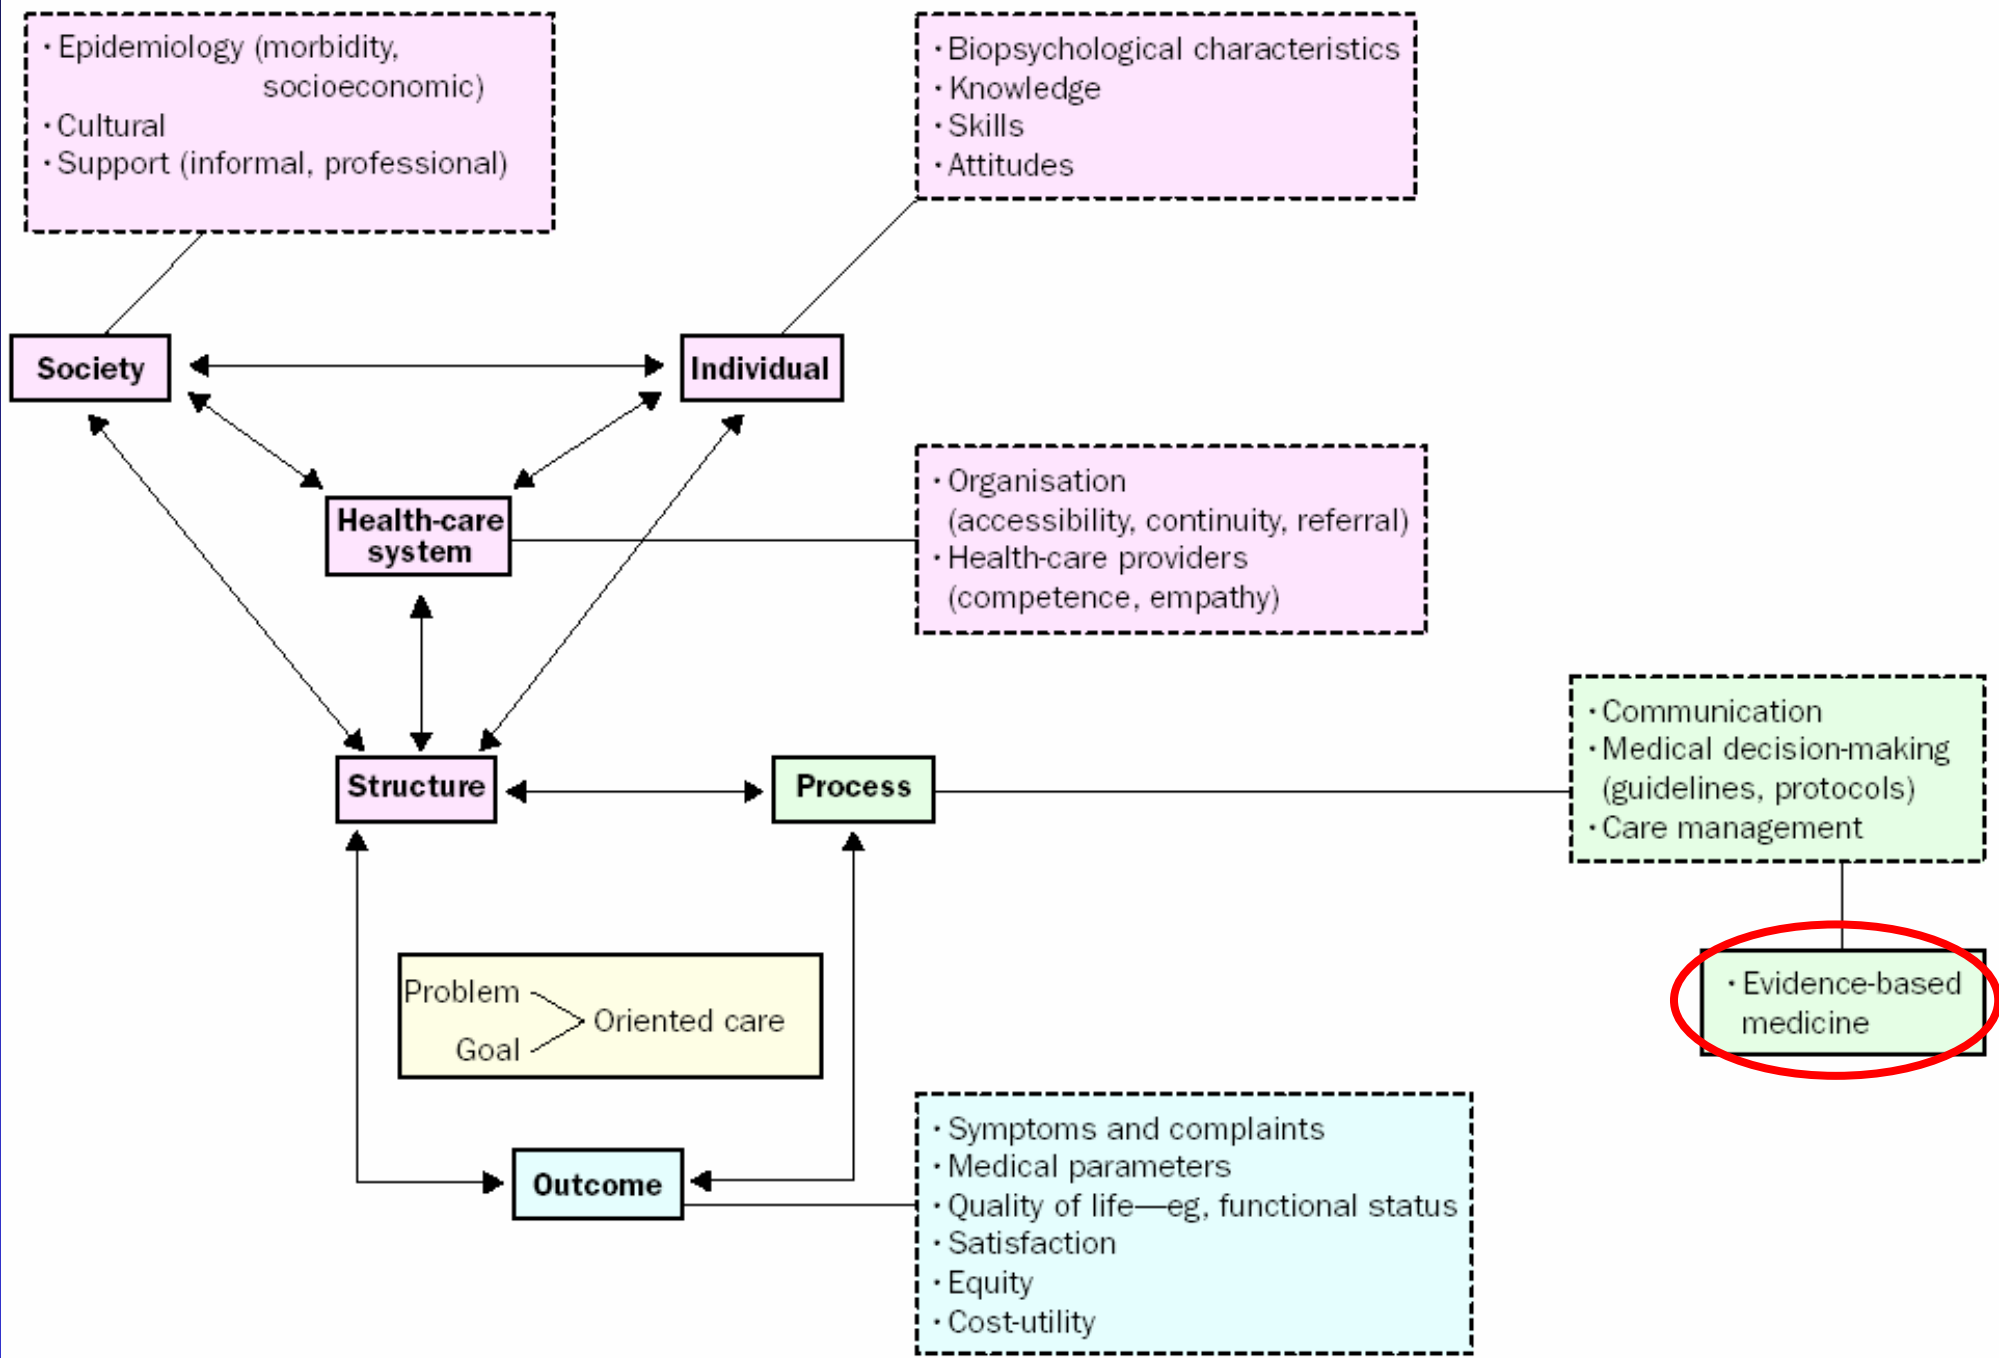 · Epidemiology (morbidity,
socioeconomic)
· Cultural
· Support (informal, professional)
· Biopsychological characteristics
· Knowledge
· Skills
· Attitudes
Society
Individual
Health-care
system
· Organisation
(accessibility, continuity, referral)
· Health-care providers
(competence, empathy)
Structure
Process
· Communication
· Medical decision-making
(guidelines, protocols)
· Care management
· Evidence-based
medicine
Problem
Goal
Oriented care
Outcome
· Symptoms and complaints
· Medical parameters
· Quality of life—eg, functional status
· Satisfaction
· Equity
· Cost-utility